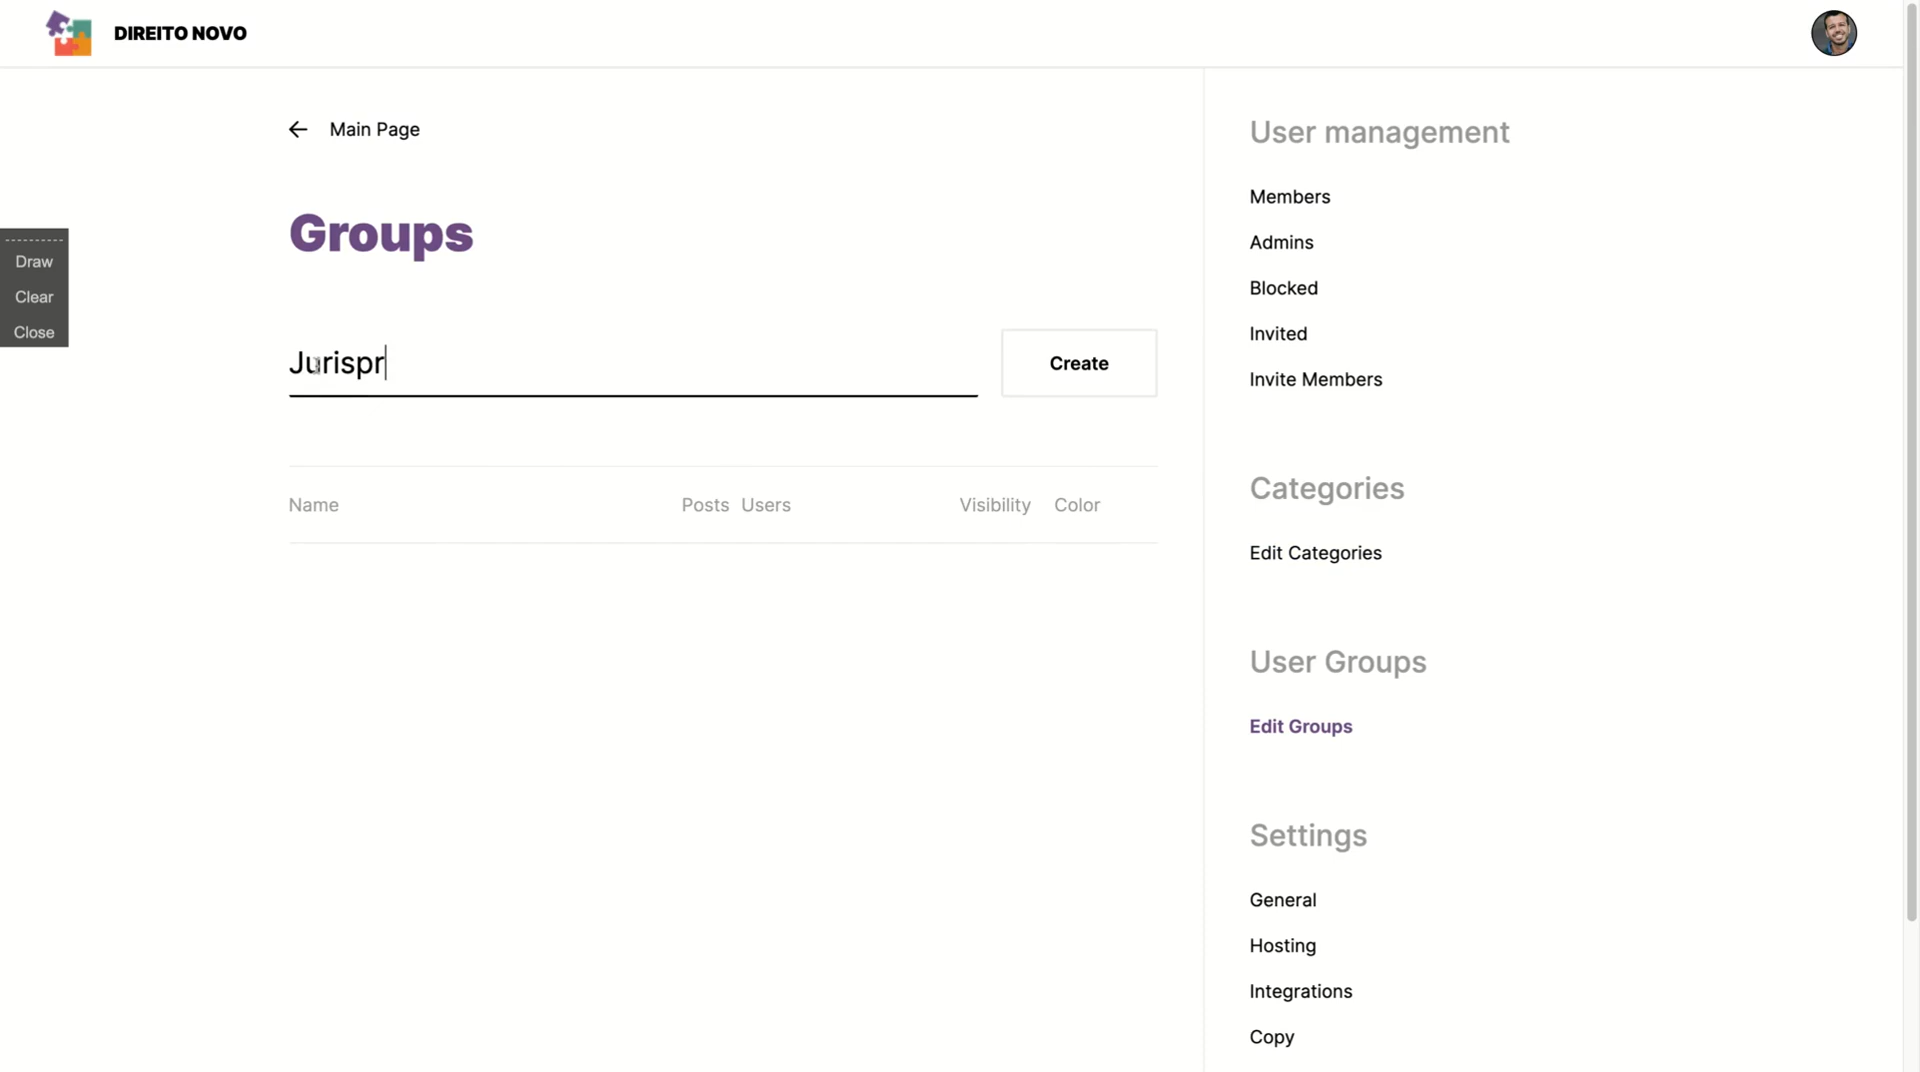 DIREITO NOVO
Main Page
Groups
Draw
Clear
Close
Jurispr
Create
Name Posts Users Visibility Color
User management
Members
Admins
Blocked
Invited
Invite Members
Categories
Edit Categories
User Groups
Edit Groups
Settings
General
Hosting
Integrations
Copy